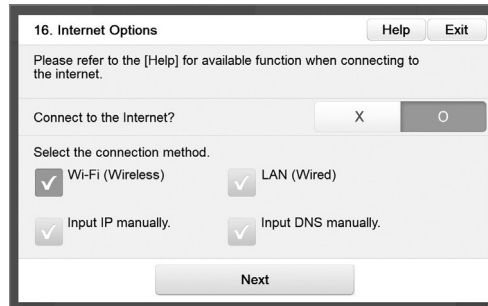 16. Internet Options
Help
Exit
Please refer to the [Help] for available function when connecting to
the internet.
Connect to the Internet?
X
O
Select the connection method.
Wi-Fi (Wireless)
LAN (Wired)
Input IP manually.
Input DNS manually.
Next